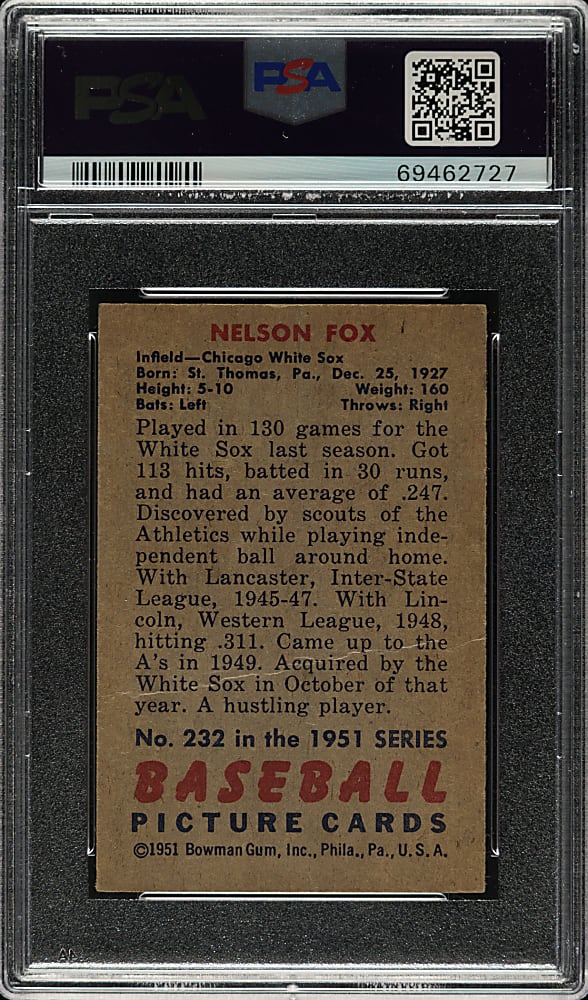 PSA PSA
69462727
NELSON FOX
Infield—Chicago White Sox
Born: St. Thomas, Pa., Dec. 25, 1927
Height: 5-10 Weight: 160
Bats: Left Throws: Right
Played in 130 games for the
White Sox last season. Got
113 hits, batted in 30 runs,
and had an average of .247.
Discovered by scouts of the
Athletics while playing inde-
pendent ball around home.
With Lancaster, Inter-State
League, 1945-47. With Lin-
coln, Western League, 1948,
hitting .311. Came up to the
A's in 1949. Acquired by the
White Sox in October of that
year. A hustling player.
No. 232 in the 1951 SERIES
BASEBALL
PICTURE CARDS
©1951 Bowman Gum, Inc., Phila., Pa., U.S.A.